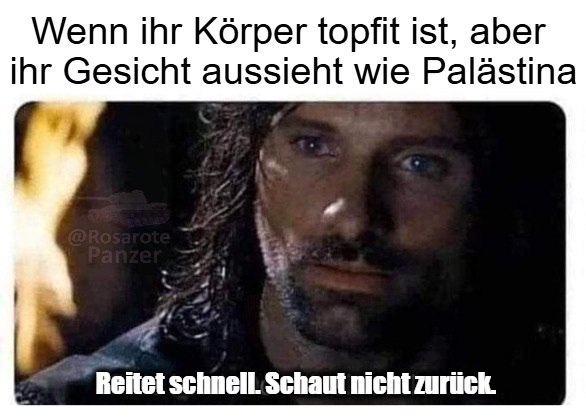 Wenn ihr Körper topfit ist, aber
ihr Gesicht aussieht wie Palästina
@Rosarote
Panzer
Reitet schnell. Schaut nicht zurück.